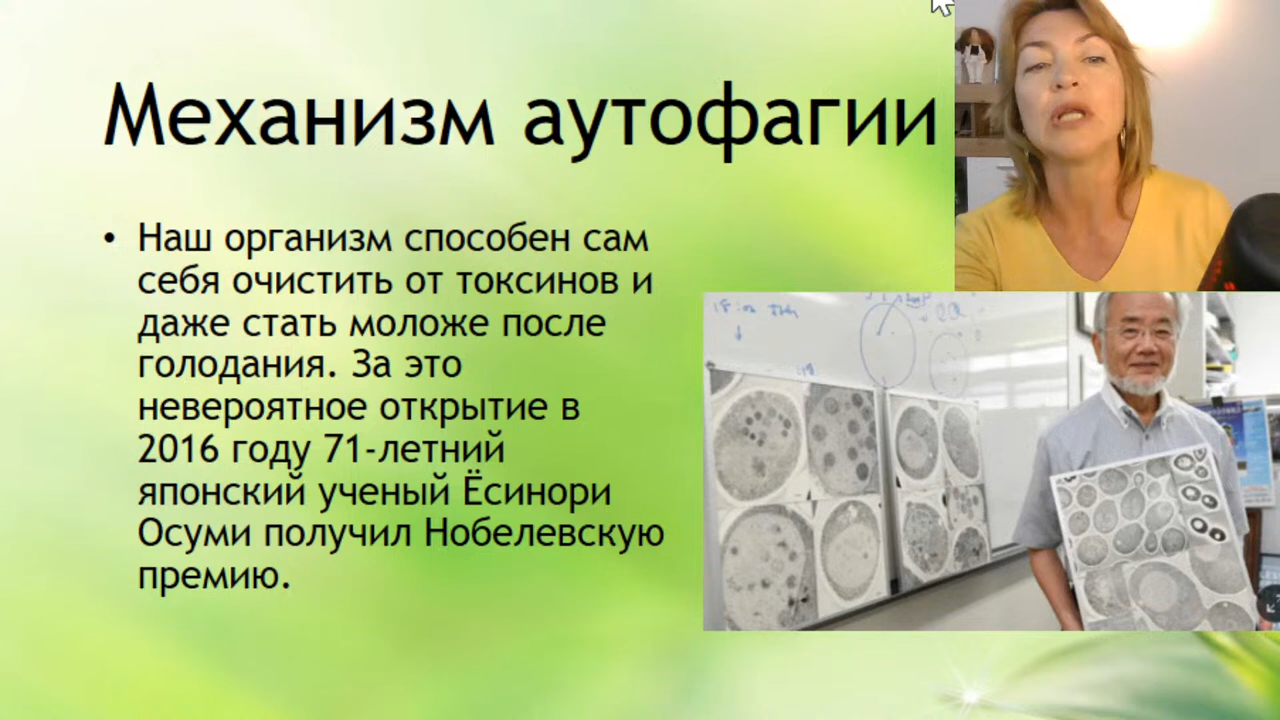 Механизм аутофагии
• Наш организм способен сам
себя очистить от токсинов и
даже стать моложе после
голодания. За это
невероятное открытие в
2016 году 71-летний
японский ученый Ёсинори
Осуми получил Нобелевскую
премию.